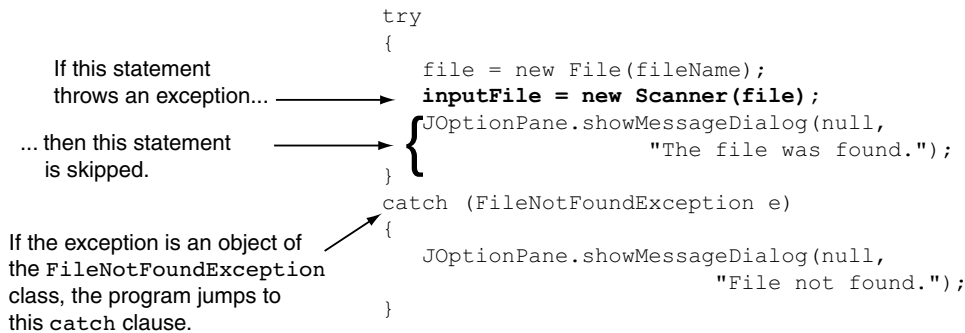 try
{
If this statement
throws an exception...
file = new File(fileName);
inputFile = new Scanner(file);
... then this statement
is skipped.
{
JOptionPane.showMessageDialog(null,
"The file was found.");
}
catch (FileNotFoundException e)
{
If the exception is an object of
the FileNotFoundException
class, the program jumps to
this catch clause.
JOptionPane.showMessageDialog(null,
"File not found.");
}